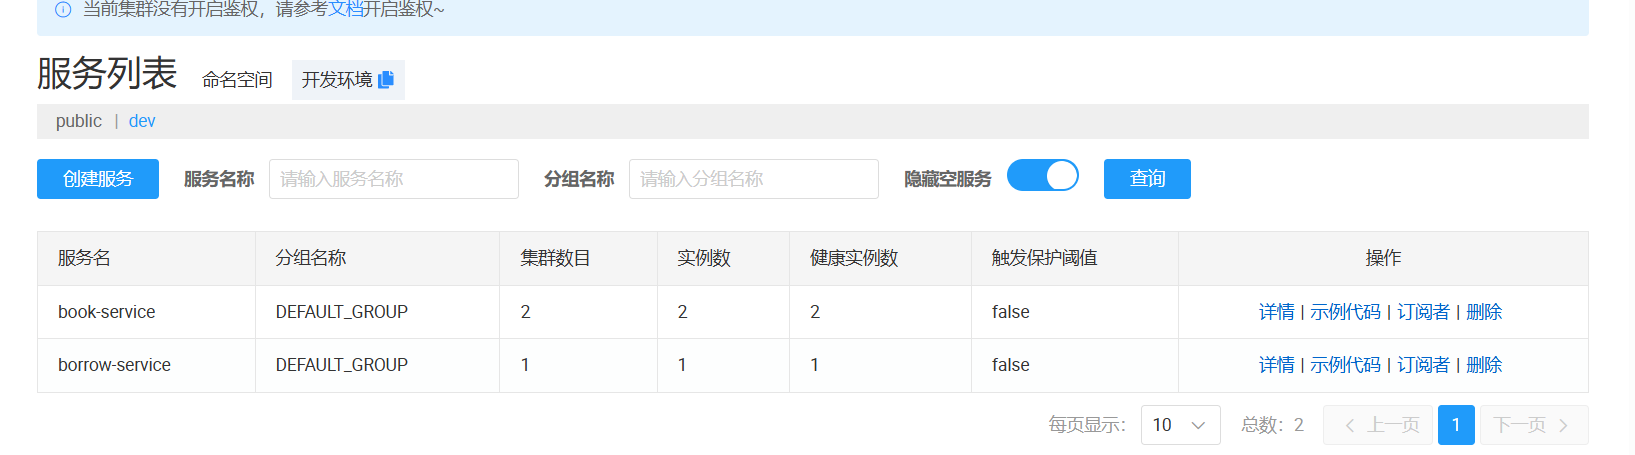 当前集群没有开启鉴权，请参考文档开启鉴权~
服务列表 命名空间 开发环境
public | dev
创建服务 服务名称 请输入服务名称 分组名称 请输入分组名称 隐藏空服务 查询
服务名 分组名称 集群数目 实例数 健康实例数 触发保护阈值 操作
book-service DEFAULT_GROUP 2 2 2 false 详情 | 示例代码 | 订阅者 | 删除
borrow-service DEFAULT_GROUP 1 1 1 false 详情 | 示例代码 | 订阅者 | 删除
每页显示： 10 总数：2 上一页 1 下一页